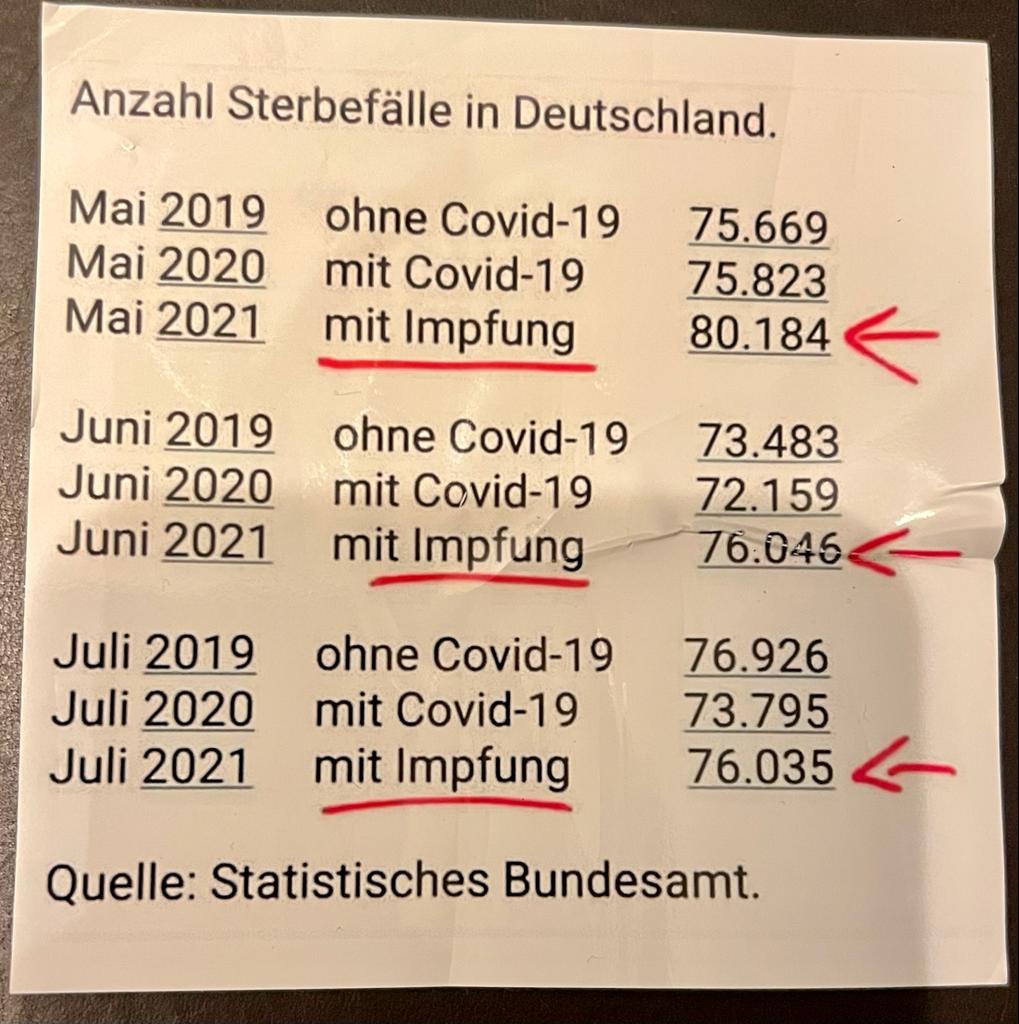 Anzahl Sterbefälle in Deutschland.
Mai 2019 ohne Covid-19 75.669
Mai 2020 mit Covid-19 75.823
Mai 2021 mit Impfung 80.184
Juni 2019 ohne Covid-19 73.483
Juni 2020 mit Covid-19 72.159
Juni 2021 mit Impfung 76.046
Juli 2019 ohne Covid-19 76.926
Juli 2020 mit Covid-19 73.795
Juli 2021 mit Impfung 76.035
Quelle: Statistisches Bundesamt.